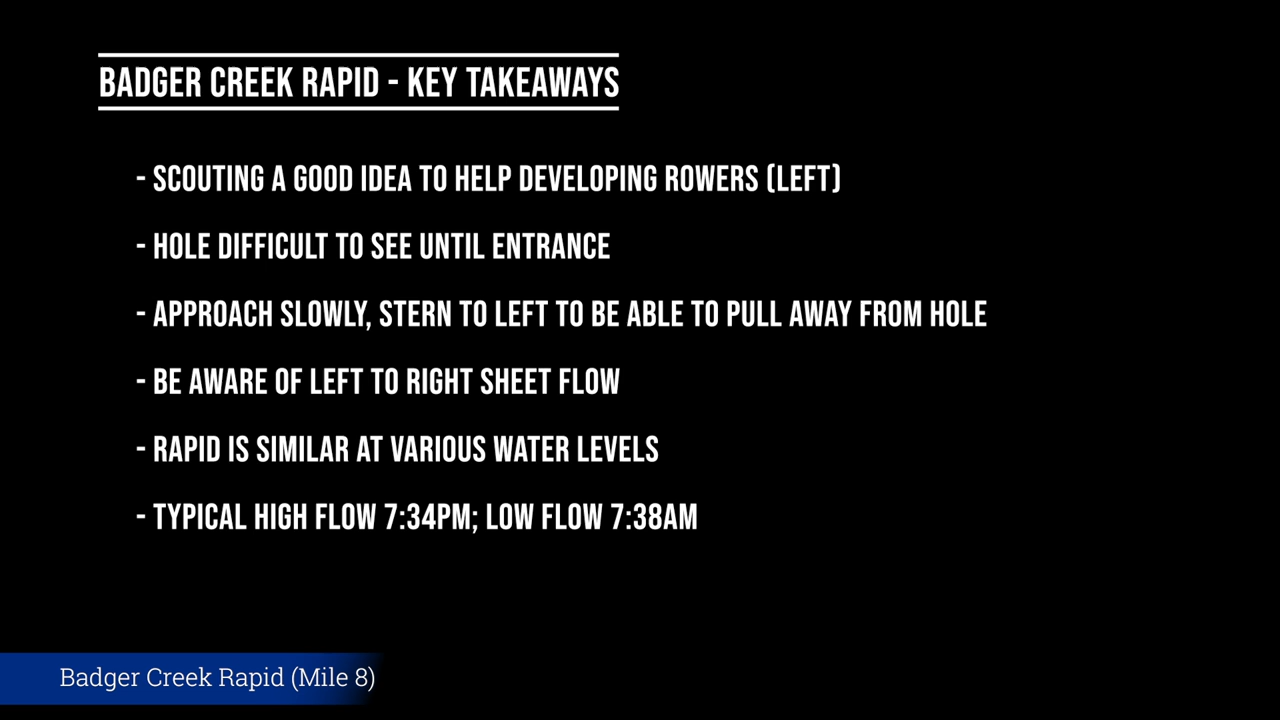 BADGER CREEK RAPID - KEY TAKEAWAYS
- SCOUTING A GOOD IDEA TO HELP DEVELOPING ROWERS (LEFT)
- HOLE DIFFICULT TO SEE UNTIL ENTRANCE
- APPROACH SLOWLY, STERN TO LEFT TO BE ABLE TO PULL AWAY FROM HOLE
- BE AWARE OF LEFT TO RIGHT SHEET FLOW
- RAPID IS SIMILAR AT VARIOUS WATER LEVELS
- TYPICAL HIGH FLOW 7:34PM; LOW FLOW 7:38AM
Badger Creek Rapid (Mile 8)